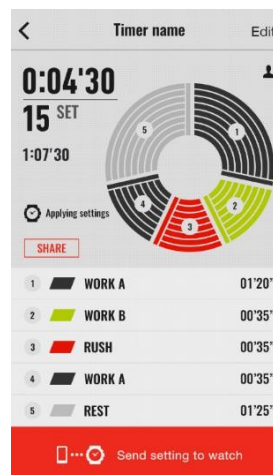 Timer name
Edit
0:04'30
15 SET
1:07'30
Applying settings
SHARE
5
1
4
2
3
1 WORK A 01'20"
2 WORK B 00'35"
3 RUSH 00'35"
4 WORK A 00'35"
5 REST 01'25"
Send setting to watch